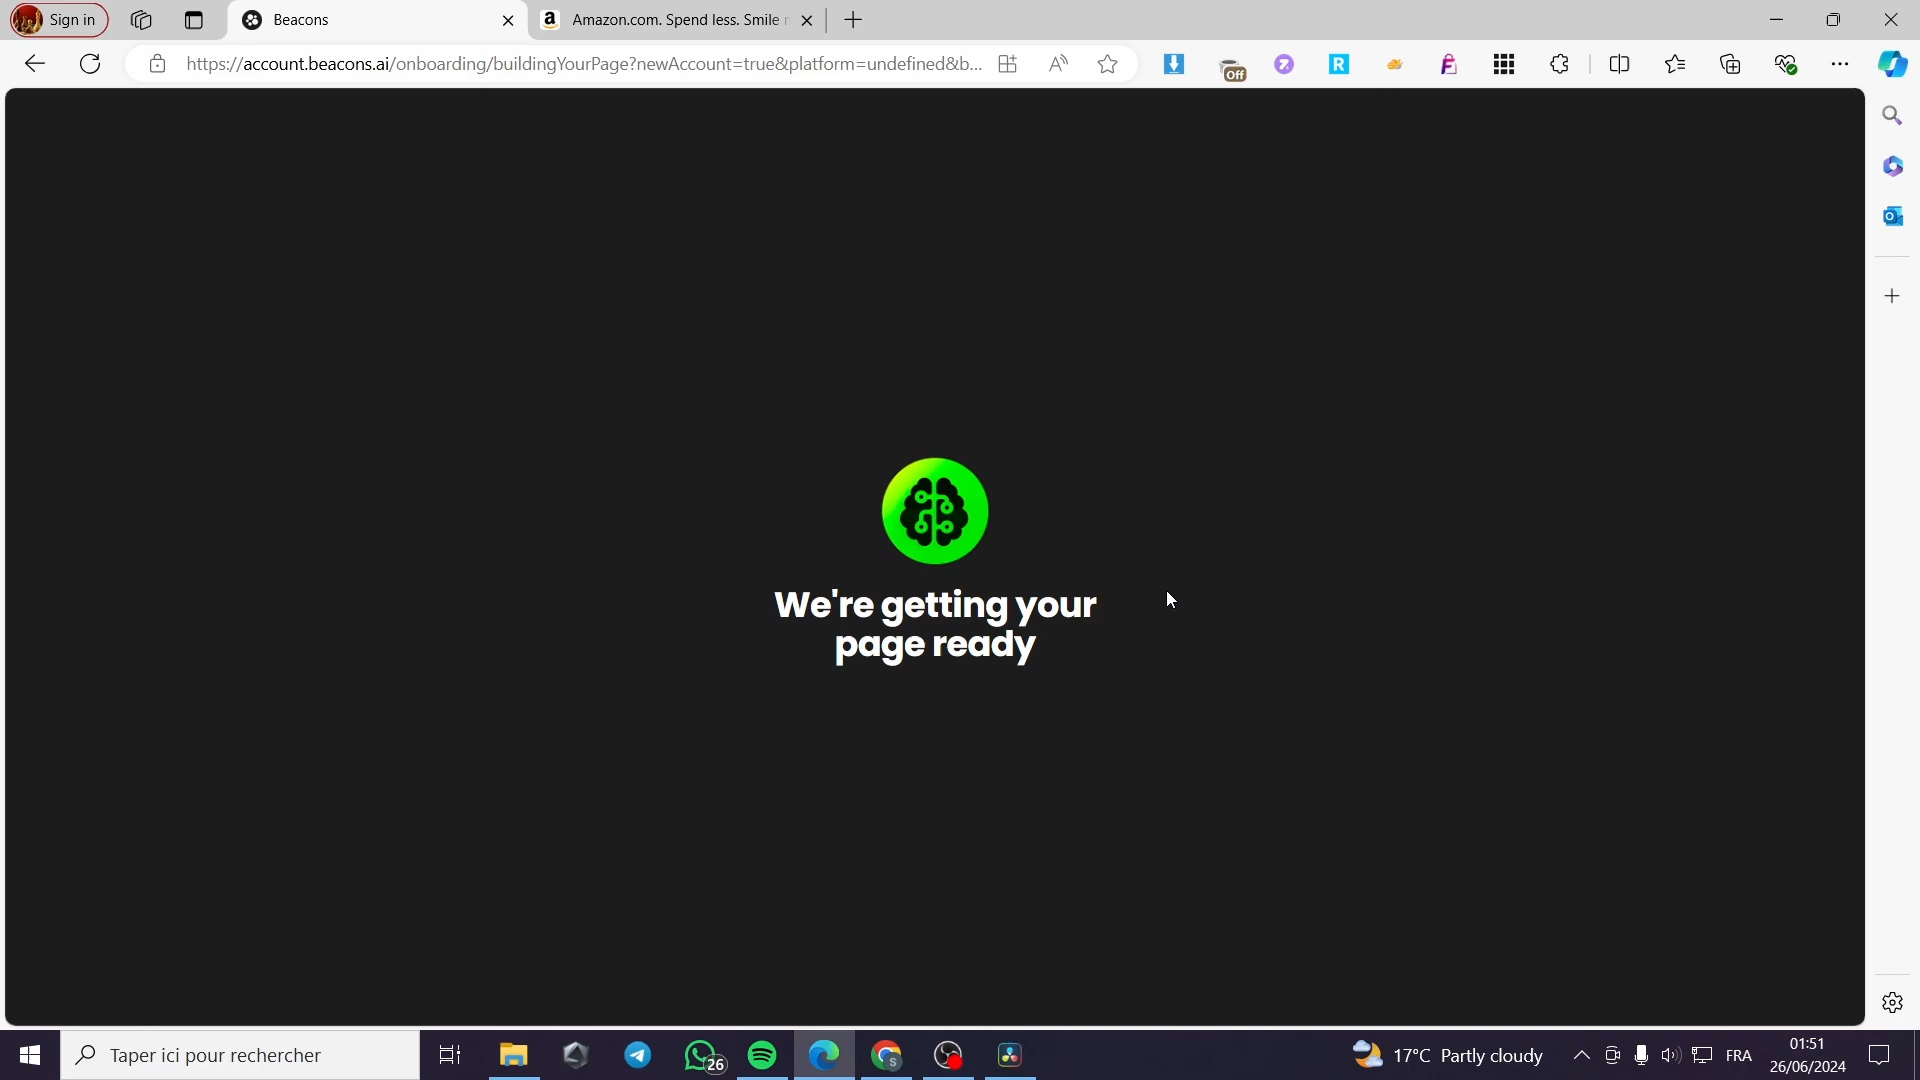 Sign in
Beacons
Amazon.com. Spend less. Smile
https://account.beacons.ai/onboarding/buildingYourPage?newAccount=true&platform=undefined&b...
Off
We're getting your
page ready
Taper ici pour rechercher
26
17°C Partly cloudy
FRA
01:51
26/06/2024